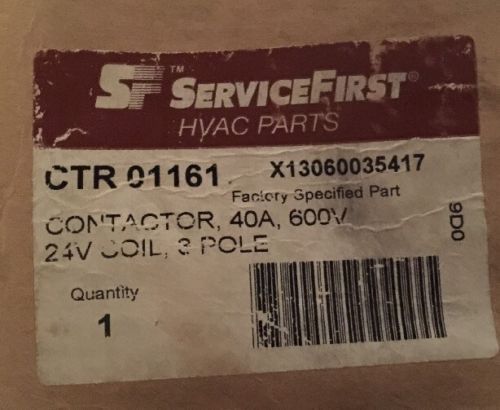 SF™ SERVICEFIRST®
HVAC PARTS
CTR 01161 X13060035417
Factory Specified Part
CONTACTOR, 40A, 600V
24V COIL, 3 POLE
Quantity
1
9D0